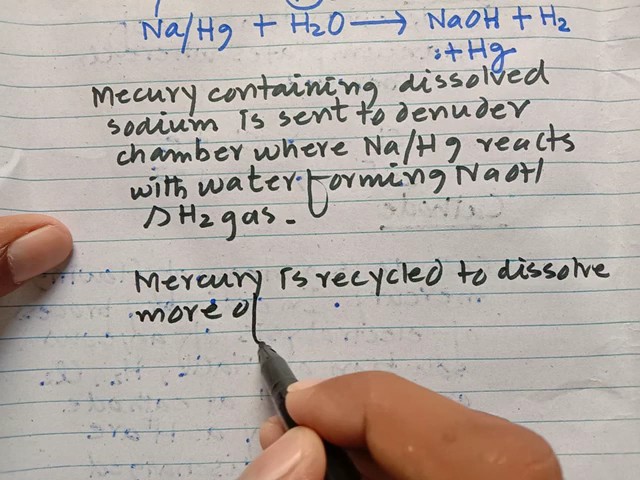 Na/Hg + H2O → NaOH + H2
+ Hg
Mecury containing dissolved
sodium is sent to denuder
chamber where Na/Hg reacts
with water forming NaOH
& H2 gas.
Mercury is recycled to dissolve
more of